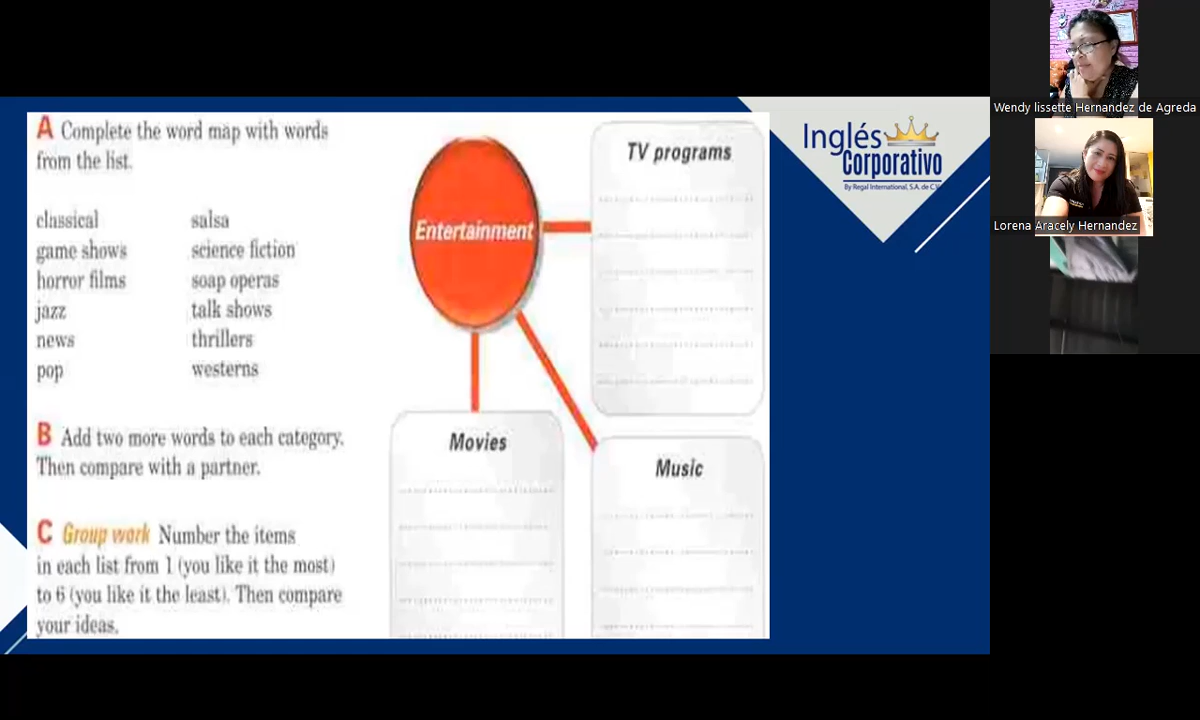 A Complete the word map with words
from the list.
classical
game shows
horror films
jazz
news
pop
salsa
science fiction
soap operas
talk shows
thrillers
westerns
B Add two more words to each category.
Then compare with a partner.
C Group work Number the items
in each list from 1 (you like it the most)
to 6 (you like it the least). Then compare
your ideas.
Entertainment
TV programs
Movies
Music
Inglés
Corporativo
By Regal International, S.A. de C.V.
Wendy lissette Hernandez de Agreda
Lorena Aracely Hernandez